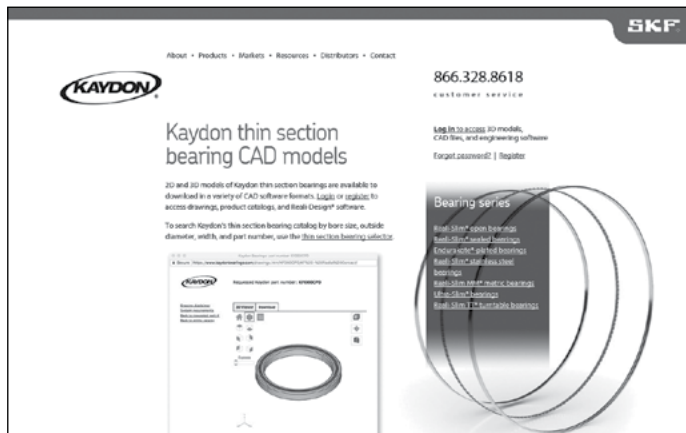 SKF
About • Products • Markets • Resources • Distributors • Contact
KAYDON
866.328.8618
customer service
Kaydon thin section
bearing CAD models
Log in to access 3D models,
CAD files, and engineering software
Forgot password? | Register
2D and 3D models of Kaydon thin section bearings are available to
download in a variety of CAD software formats. Login or register to
access drawings, product catalogs, and Reali-Design® software.
To search Kaydon's thin section bearing catalog by bore size, outside
diameter, width, and part number, use the thin section bearing selector.
Bearing series
Reali-Slim® open bearings
Reali-Slim® sealed bearings
Endurakote® plated bearings
Reali-Slim® stainless steel
bearings
Reali-Slim MM® metric bearings
Ultra-Slim® bearings
Reali-Slim TT® turntable bearings
KAYDON